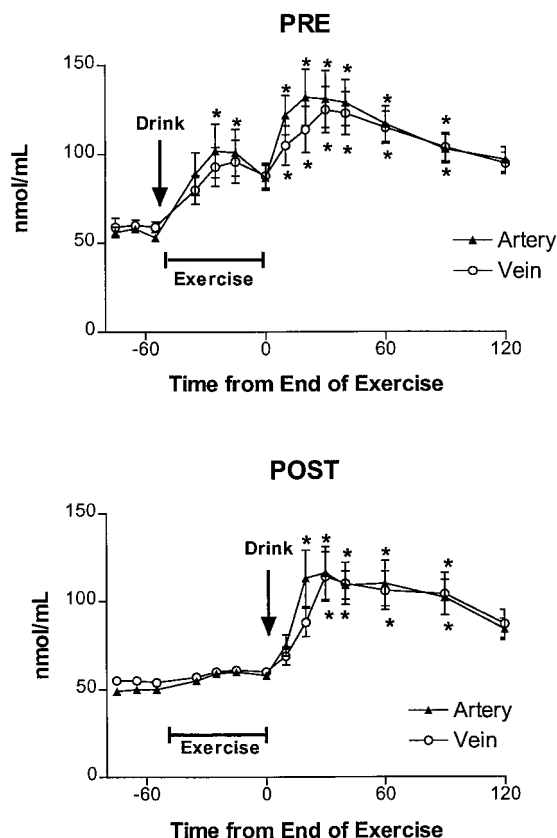 PRE
150
100
50
0
nmol/mL
Drink
* * * * * * * *
* * * * * *
Exercise
Artery
Vein
-60 0 60 120
Time from End of Exercise
POST
150
100
50
0
nmol/mL
Drink
* * * * *
* * * *
Exercise
Artery
Vein
-60 0 60 120
Time from End of Exercise